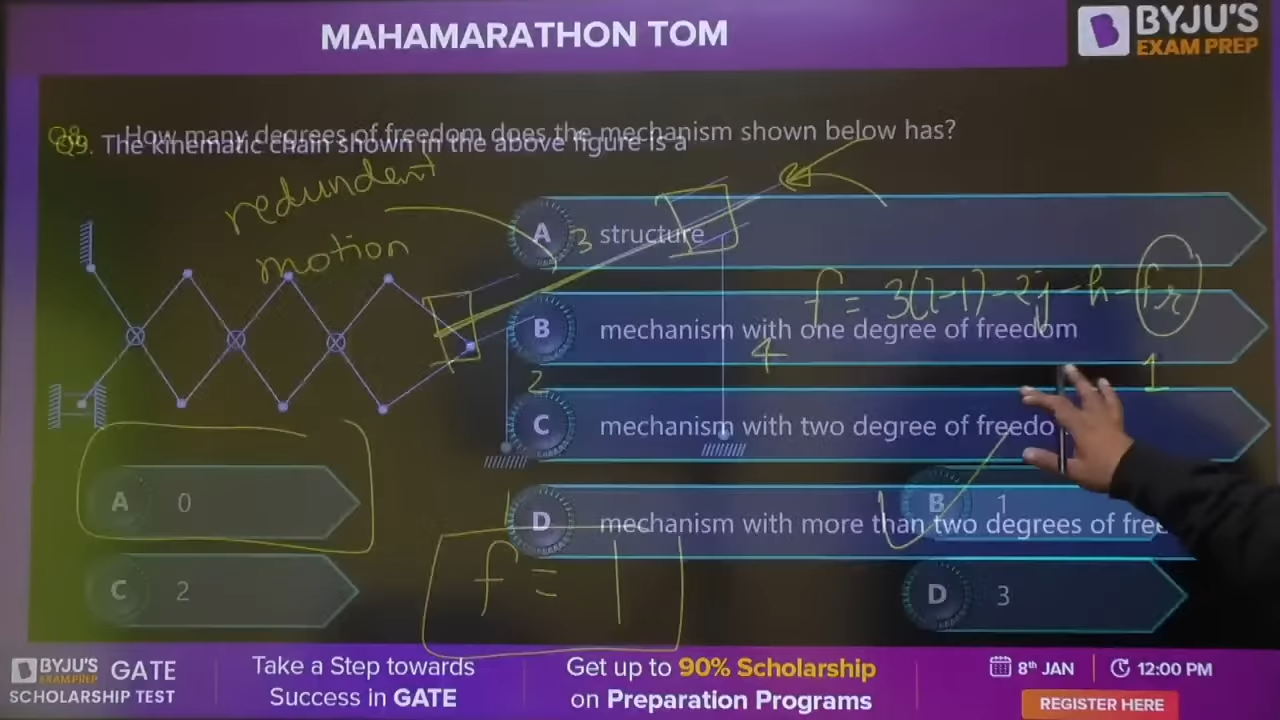 MAHAMARATHON TOM
BYJU'S
EXAM PREP
Q8. How many degrees of freedom does the mechanism shown below has?
Q9. The kinematic chain shown in the above figure is a
redundent
motion
A structure
3
f = 3(l-1)-2j-h-fr
B mechanism with one degree of freedom
4
1
2
C mechanism with two degree of freedo
A 0
B 1
D mechanism with more than two degrees of free
f = 1
C 2
D 3
BYJU'S
EXAM PREP
GATE
SCHOLARSHIP TEST
Take a Step towards
Success in GATE
Get up to 90% Scholarship
on Preparation Programs
8th JAN
12:00 PM
REGISTER HERE